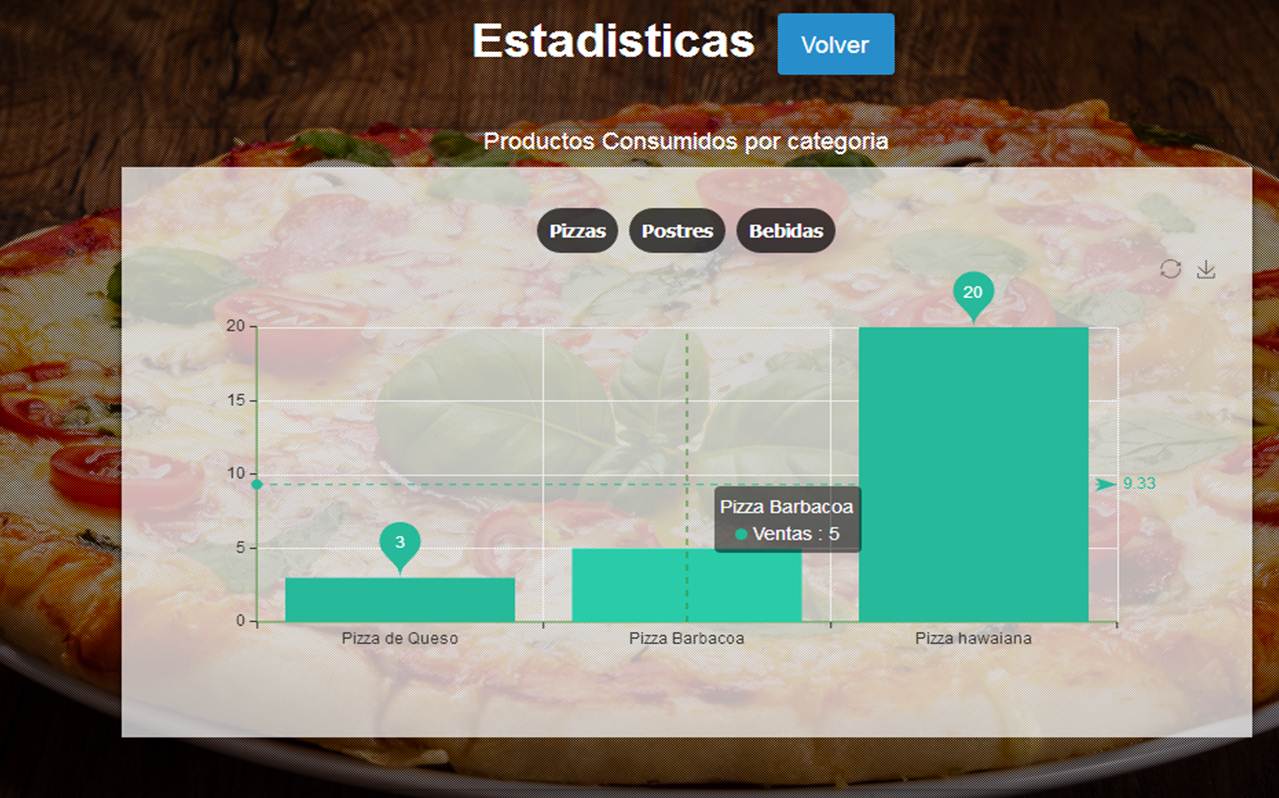 Estadisticas Volver
Productos Consumidos por categoria
Pizzas Postres Bebidas
20
20
15
10
9.33
Pizza Barbacoa
Ventas : 5
3
5
0
Pizza de Queso Pizza Barbacoa Pizza hawaiana